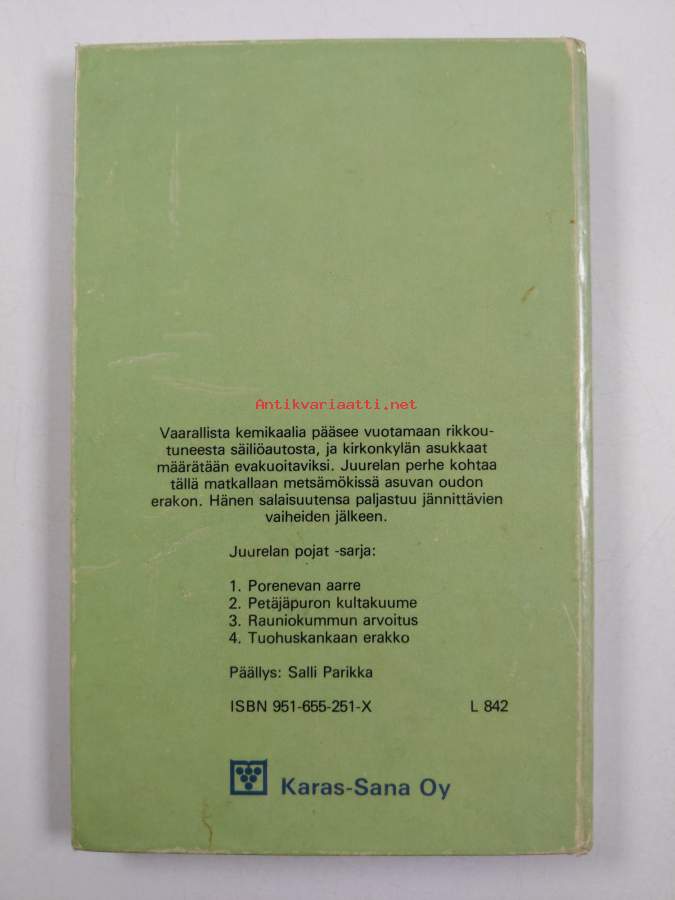 Antikvariaatti.net
Vaarallista kemikaalia pääsee vuotamaan rikkou-
tuneesta säiliöautosta, ja kirkonkylän asukkaat
määrätään evakuoitaviksi. Juurelan perhe kohtaa
tällä matkallaan metsämökissä asuvan oudon
erakon. Hänen salaisuutensa paljastuu jännittävien
vaiheiden jälkeen.
Juurelan pojat -sarja:
1. Porenevan aarre
2. Petäjäpuron kultakuume
3. Rauniokummun arvoitus
4. Tuohuskankaan erakko
Päällys: Salli Parikka
ISBN 951-655-251-X L 842
Karas-Sana Oy